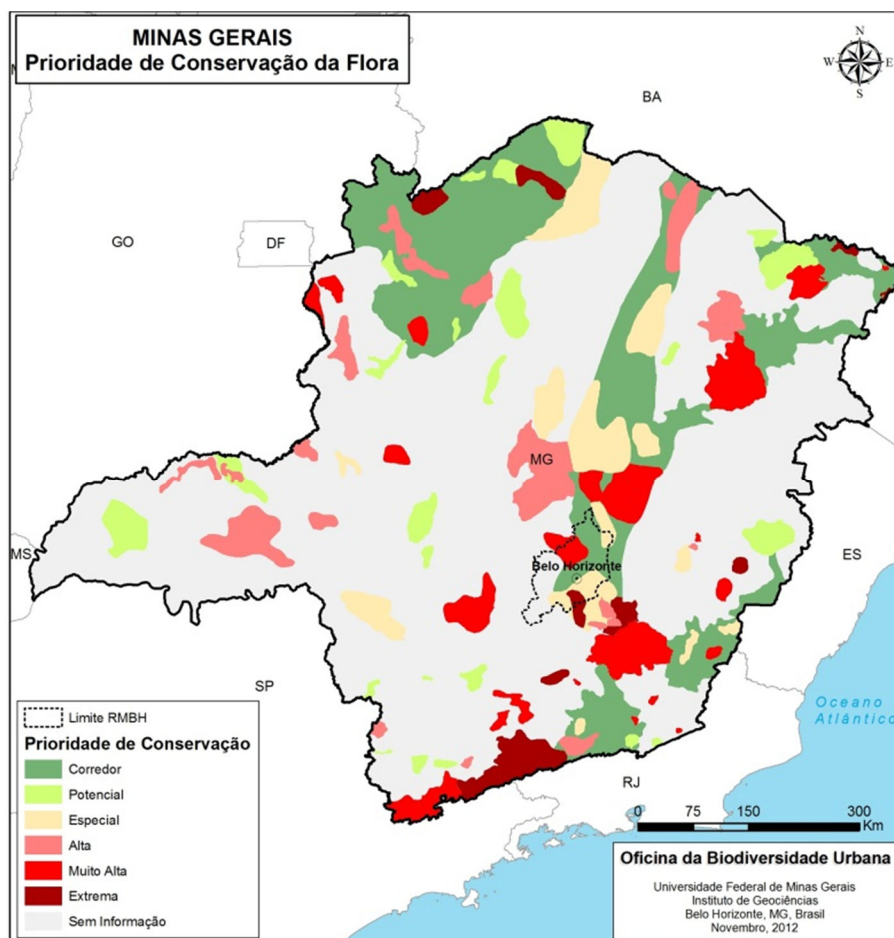 MINAS GERAIS
Prioridade de Conservação da Flora
N
W E
S
BA
GO
DF
MG
Belo Horizonte
MS
ES
SP
Oceano
Atlântico
RJ
Limite RMBH
Prioridade de Conservação
Corredor
Potencial
Especial
Alta
Muito Alta
Extrema
Sem Informação
0 75 150 300
Km
Oficina da Biodiversidade Urbana
Universidade Federal de Minas Gerais
Instituto de Geociências
Belo Horizonte, MG, Brasil
Novembro, 2012